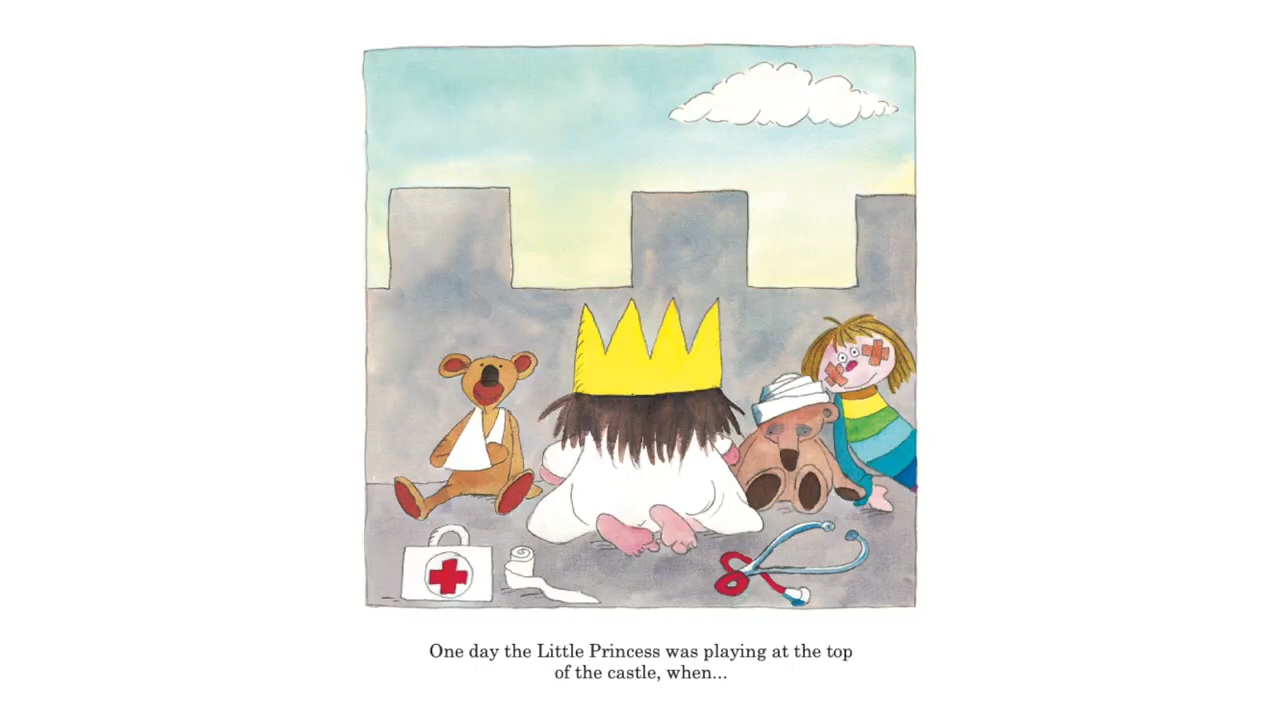 One day the Little Princess was playing at the top
of the castle, when...